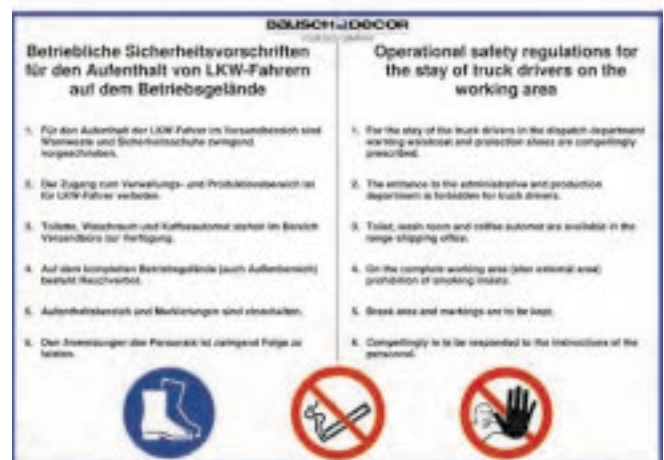 BAUSCH DECOR
Betriebliche Sicherheitsvorschriften
für den Aufenthalt von LKW-Fahrern
auf dem Betriebsgelände
1. Für den Aufenthalt der LKW-Fahrer im Versandbereich sind
Warnweste und Sicherheitsschuhe zwingend
vorgeschrieben.
2. Der Zugang zum Verwaltungs- und Produktionsbereich ist
für LKW-Fahrer verboten.
3. Toilette, Waschraum und Kaffeeautomat stehen im Bereich
Versandbüro zur Verfügung.
4. Auf dem kompletten Betriebsgelände (auch Außenbereich)
besteht Rauchverbot.
5. Aufenthaltsbereich und Markierungen sind einzuhalten.
6. Den Anweisungen des Personals ist zwingend Folge zu
leisten.
Operational safety regulations for
the stay of truck drivers on the
working area
1. For the stay of the truck drivers in the dispatch department
warning waistcoat and protection shoes are compellingly
prescribed.
2. The entrance to the administrative and production
department is forbidden for truck drivers.
3. Toilet, wash room and coffee automat are available in the
range shipping office.
4. On the complete working area (also external area)
prohibition of smoking insists.
5. Break area and markings are to be kept.
6. Compellingly is to be responded to the instructions of the
personnel.